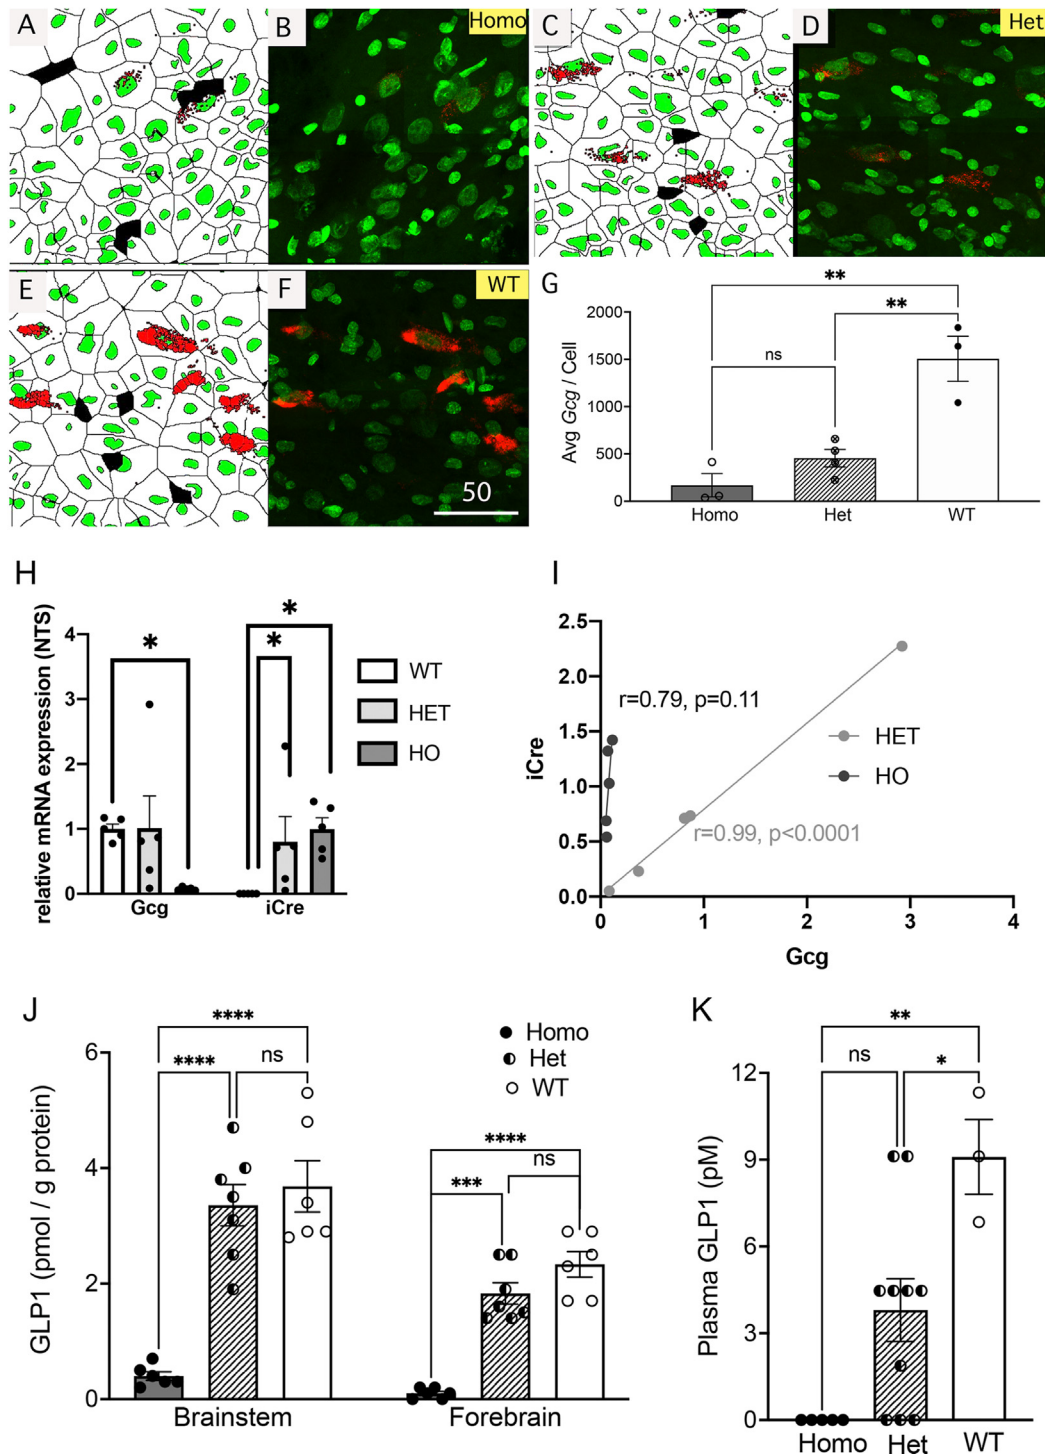 A
B
Homo
C
D
Het
E
F
WT
50
G
**
**
ns
2000
1500
1000
500
0
Avg Gcg / Cell
Homo
Het
WT
H
relative mRNA expression (NTS)
4
3
2
1
0
*
*
*
Gcg
iCre
WT
HET
HO
I
iCre
2.5
2.0
1.5
1.0
0.5
0.0
r=0.79, p=0.11
r=0.99, p<0.0001
HET
HO
0
1
2
3
4
Gcg
J
GLP1 (pmol / g protein)
6
4
2
0
****
****
ns
****
***
ns
Homo
Het
WT
Brainstem
Forebrain
K
Plasma GLP1 (pM)
12
9
6
3
0
**
ns
*
Homo
Het
WT